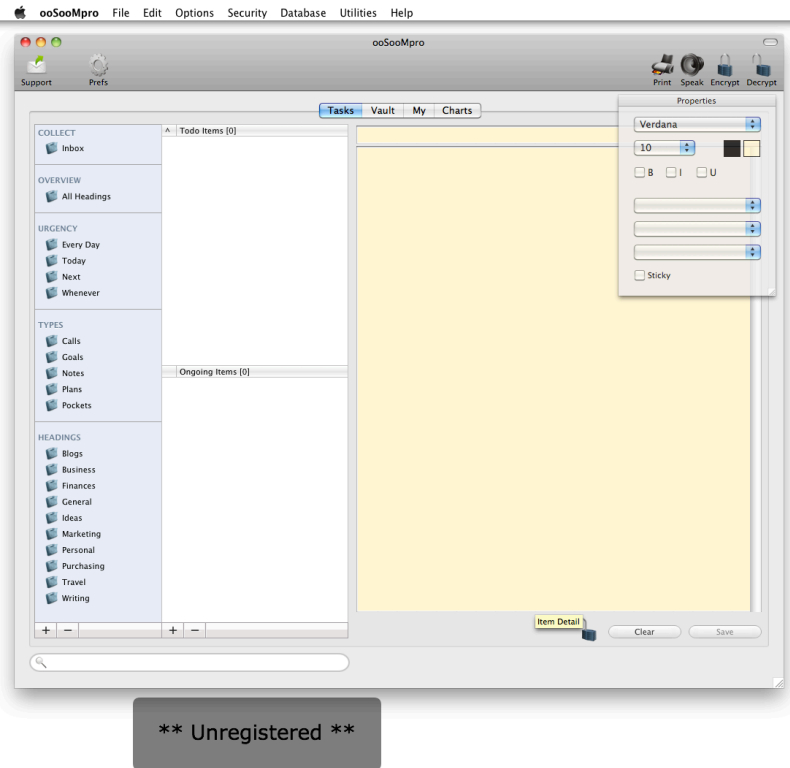 ooSooMpro File Edit Options Security Database Utilities Help
ooSooMpro
Support Prefs Print Speak Encrypt Decrypt
Properties
Tasks Vault My Charts
Verdana
10
B I U
Sticky
COLLECT
Inbox
OVERVIEW
All Headings
URGENCY
Every Day
Today
Next
Whenever
TYPES
Calls
Goals
Notes
Plans
Pockets
HEADINGS
Blogs
Business
Finances
General
Ideas
Marketing
Personal
Purchasing
Travel
Writing
^ Todo Items [0]
Ongoing Items [0]
+ − + −
Item Detail
Clear Save
** Unregistered **